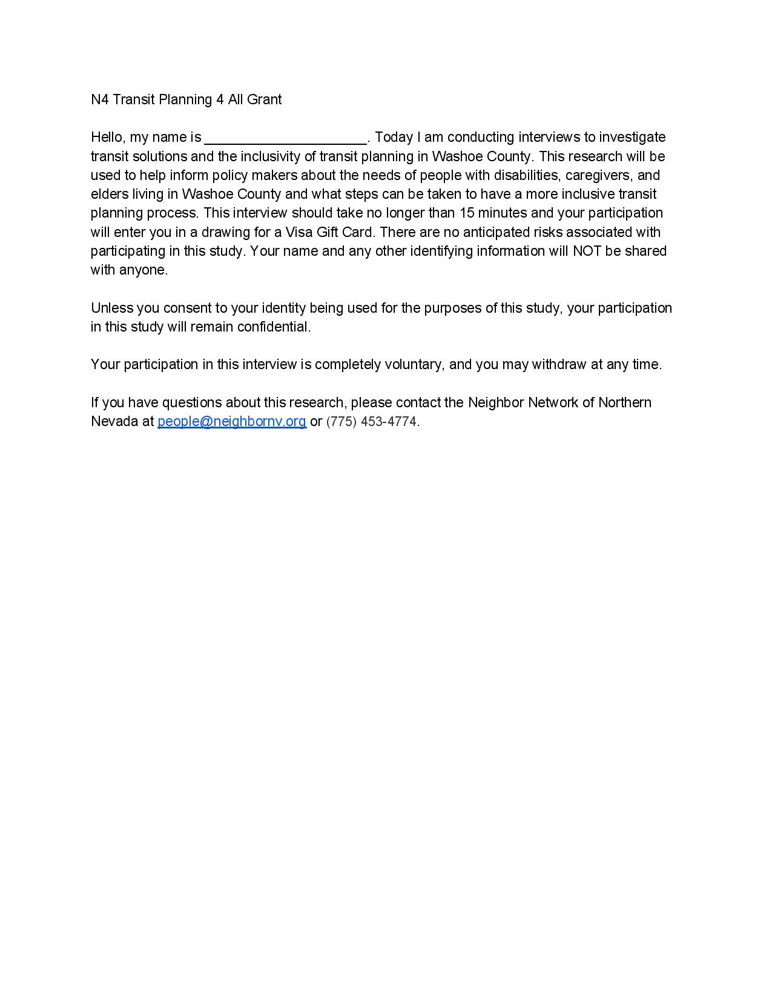 N4 Transit Planning 4 All Grant
Hello, my name is ______________________. Today I am conducting interviews to investigate
transit solutions and the inclusivity of transit planning in Washoe County. This research will be
used to help inform policy makers about the needs of people with disabilities, caregivers, and
elders living in Washoe County and what steps can be taken to have a more inclusive transit
planning process. This interview should take no longer than 15 minutes and your participation
will enter you in a drawing for a Visa Gift Card. There are no anticipated risks associated with
participating in this study. Your name and any other identifying information will NOT be shared
with anyone.
Unless you consent to your identity being used for the purposes of this study, your participation
in this study will remain confidential.
Your participation in this interview is completely voluntary, and you may withdraw at any time.
If you have questions about this research, please contact the Neighbor Network of Northern
Nevada at people@neighbornv.org or (775) 453-4774.